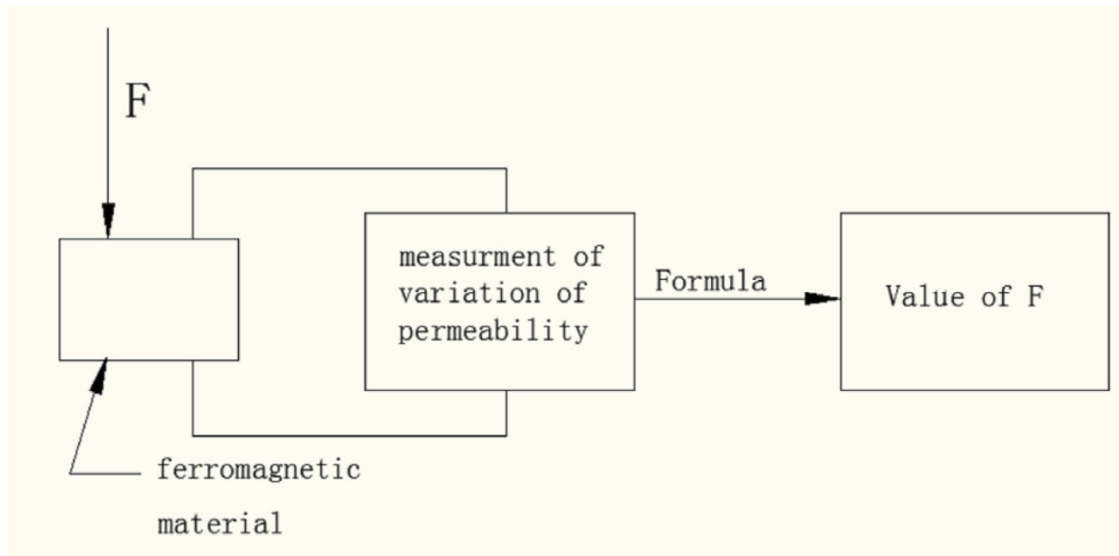 F
measurment of
variation of
permeability
Formula
Value of F
ferromagnetic
material